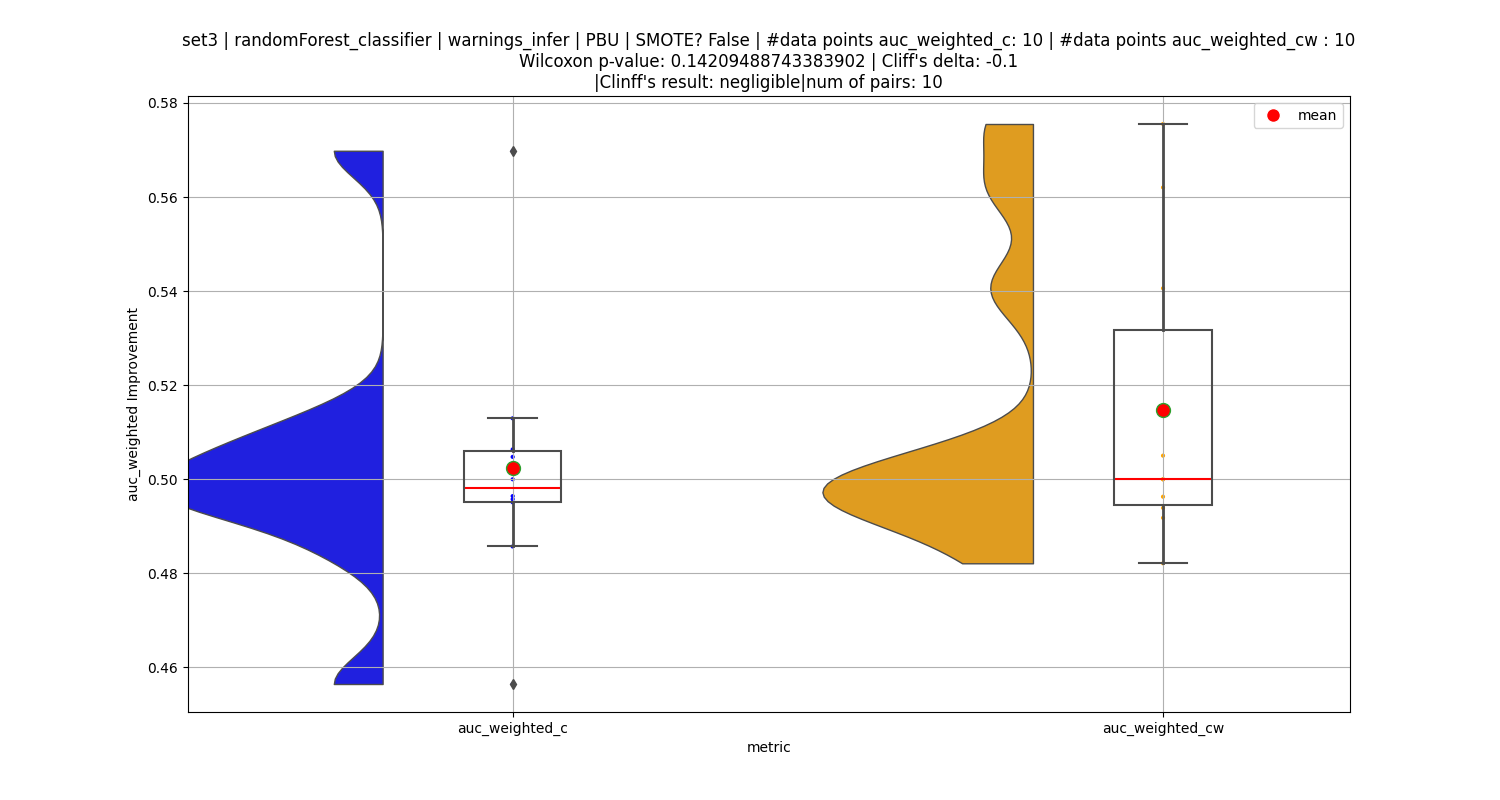 set3 | randomForest_classifier | warnings_infer | PBU | SMOTE? False | #data points auc_weighted_c: 10 | #data points auc_weighted_cw : 10
Wilcoxon p-value: 0.14209488743383902 | Cliff's delta: -0.1
|Clinff's result: negligible|num of pairs: 10
mean
0.58
0.56
0.54
0.52
0.50
0.48
0.46
auc_weighted Improvement
auc_weighted_c
auc_weighted_cw
metric